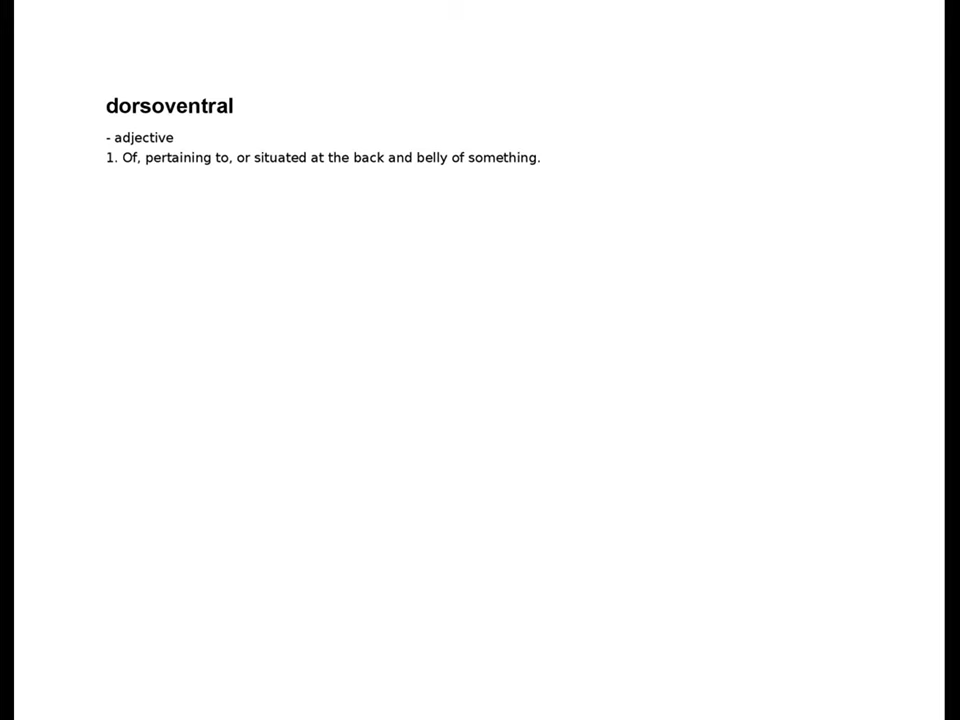 dorsoventral
- adjective
1. Of, pertaining to, or situated at the back and belly of something.